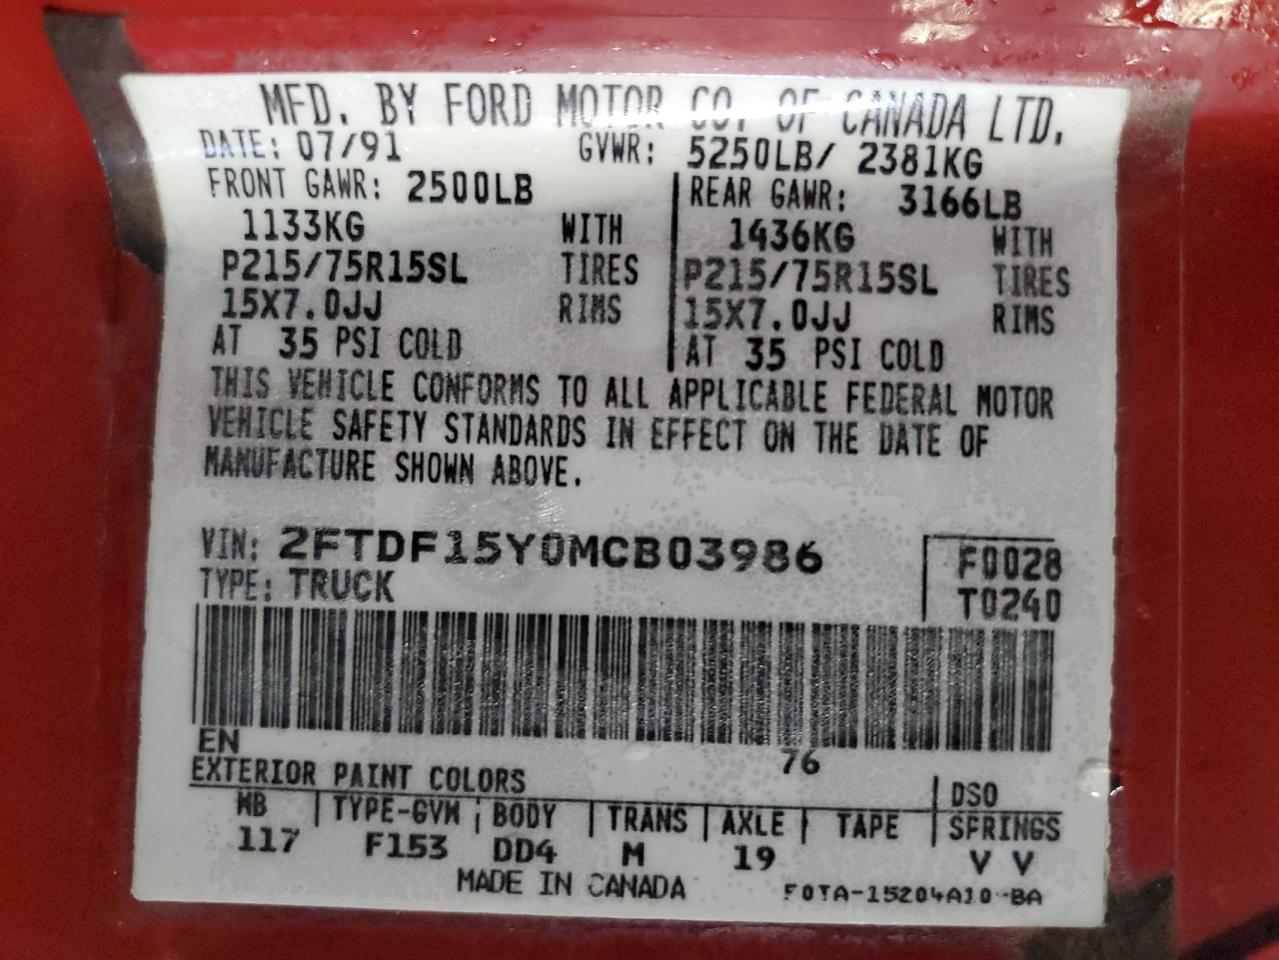 MFD. BY FORD MOTOR CO. OF CANADA LTD.
DATE: 07/91 GVWR: 5250LB/ 2381KG
FRONT GAWR: 2500LB REAR GAWR: 3166LB
1133KG WITH 1436KG WITH
P215/75R15SL TIRES P215/75R15SL TIRES
15X7.0JJ RIMS 15X7.0JJ RIMS
AT 35 PSI COLD AT 35 PSI COLD
THIS VEHICLE CONFORMS TO ALL APPLICABLE FEDERAL MOTOR
VEHICLE SAFETY STANDARDS IN EFFECT ON THE DATE OF
MANUFACTURE SHOWN ABOVE.
VIN: 2FTDF15Y0MCB03986 F0028
TYPE: TRUCK T0240
EN 76
EXTERIOR PAINT COLORS DSO
WB TYPE-GVW BODY TRANS AXLE TAPE SPRINGS
117 F153 DD4 M 19 V V
MADE IN CANADA F0TA-15204A10-BA